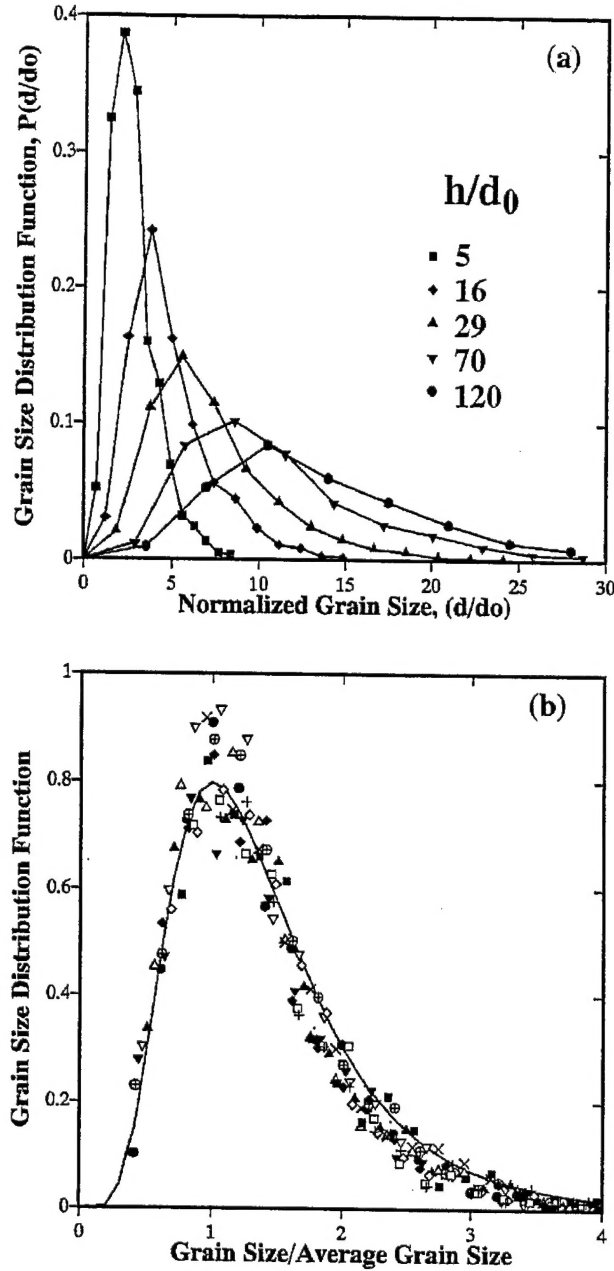 (a)
Grain Size Distribution Function, P(d/do)
0.4
0.3
0.2
0.1
0
h/d0
5
16
29
70
120
0 5 10 15 20 25 30
Normalized Grain Size, (d/do)
(b)
Grain Size Distribution Function
1
0.8
0.6
0.4
0.2
0
0 1 2 3 4
Grain Size/Average Grain Size